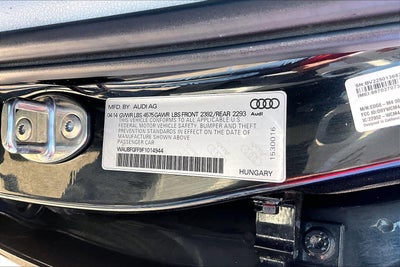 MFD. BY AUDI AG
04/14 GVWR LBS 4575 GAWR LBS FRONT 2392/REAR 2293
THIS VEHICLE CONFORMS TO ALL APPLICABLE
FEDERAL MOTOR VEHICLE SAFETY, BUMPER AND THEFT
PREVENTION STANDARDS IN EFFECT ON THE DATE OF
MANUFACTURE SHOWN ABOVE
PASSENGER CAR
WAUBFGFF9F1014944
HUNGARY
Audi
1530016